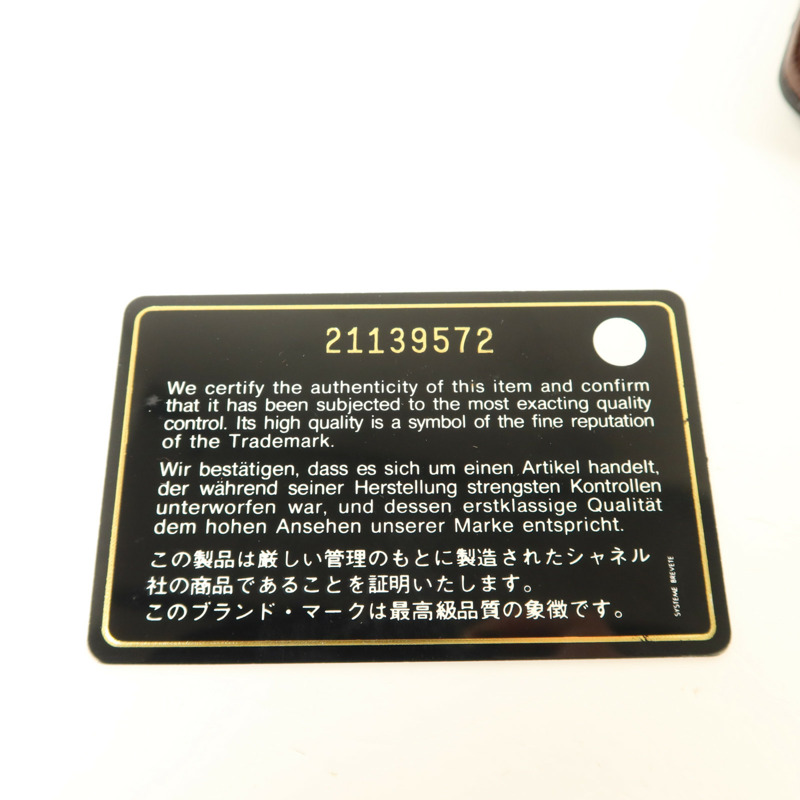 21139572
We certify the authenticity of this item and confirm
that it has been subjected to the most exacting quality
control. Its high quality is a symbol of the fine reputation
of the Trademark.
Wir bestätigen, dass es sich um einen Artikel handelt,
der während seiner Herstellung strengsten Kontrollen
unterworfen war, und dessen erstklassige Qualität
dem hohen Ansehen unserer Marke entspricht.
この製品は厳しい管理のもとに製造されたシャネル
社の商品であることを証明いたします。
このブランド・マークは最高級品質の象徴です。
SYSTEME BREVETE